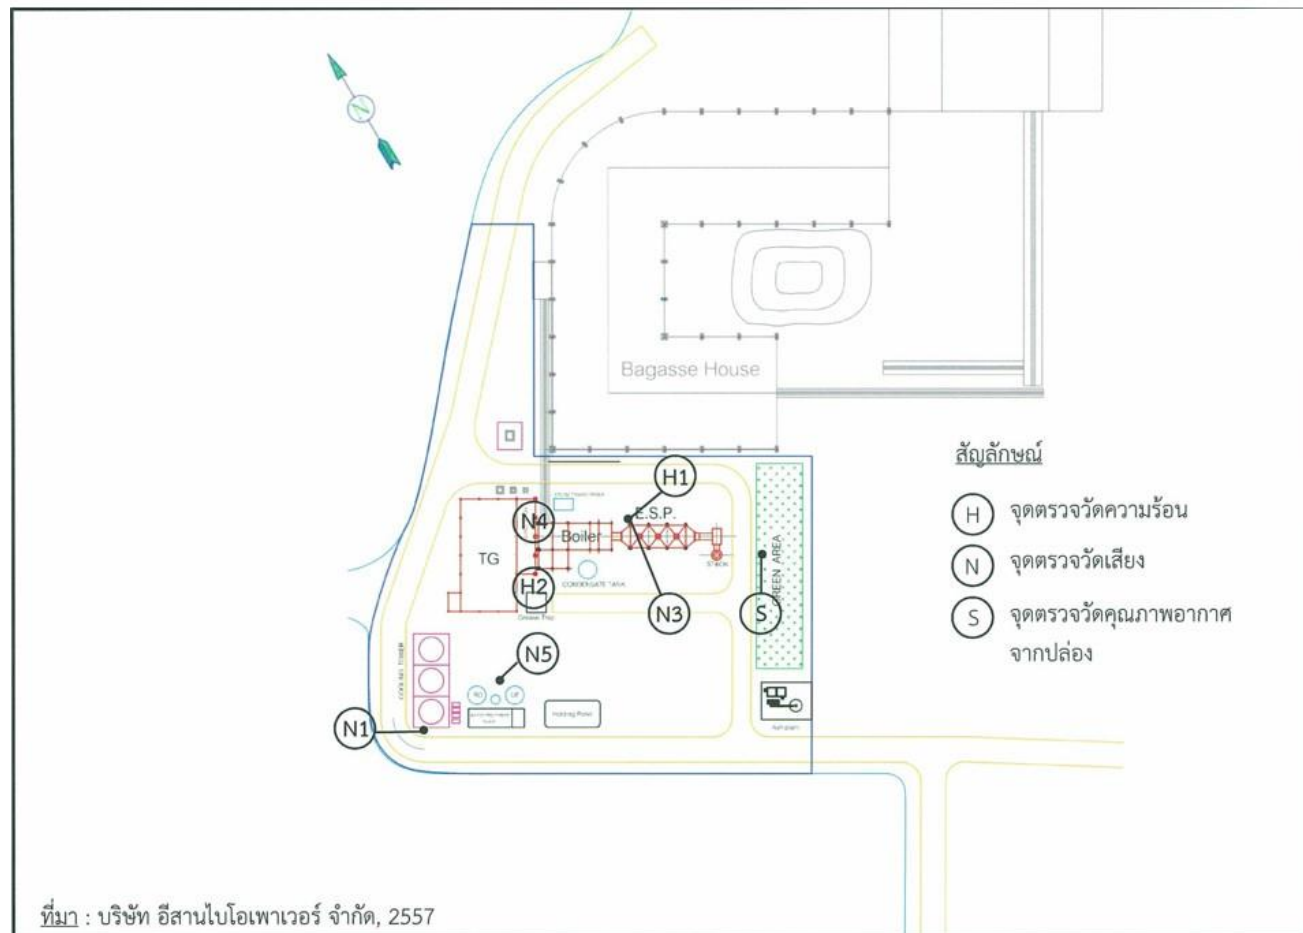 N
Bagasse House
สัญลักษณ์
H จุดตรวจวัดความร้อน
N จุดตรวจวัดเสียง
S จุดตรวจวัดคุณภาพอากาศ
จากปล่อง
H1
E.S.P.
N4
Boiler
TG
STACK
GREEN AREA
H2
CONDENSATE TANK
N3
S
Grease Trap
N5
COOLING TOWER
RO
UF
Holding Pond
N1
ที่มา : บริษัท อีสานไบโอเพาเวอร์ จำกัด, 2557